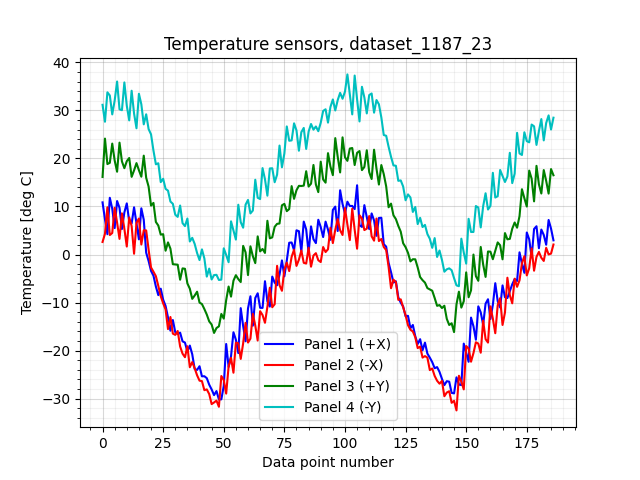 Temperature sensors, dataset_1187_23
Temperature [deg C]
40
30
20
10
0
−10
−20
−30
Panel 1 (+X)
Panel 2 (-X)
Panel 3 (+Y)
Panel 4 (-Y)
0
25
50
75
100
125
150
175
Data point number